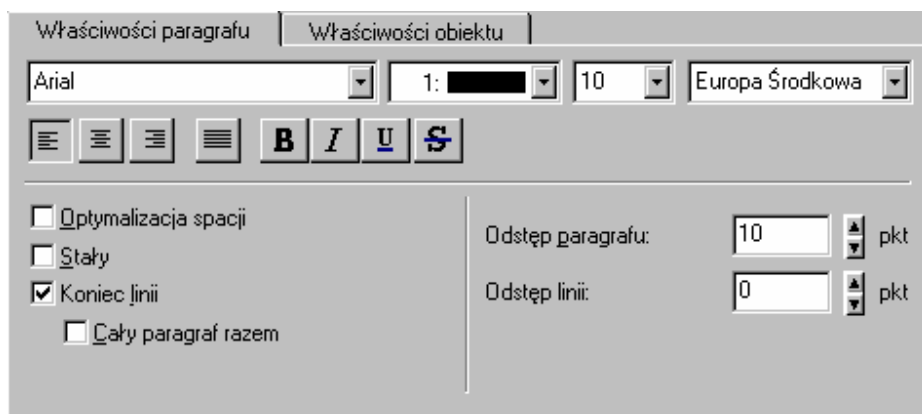 Właściwości paragrafu Właściwości obiektu
Arial 1: 10 Europa Środkowa
B I U S
Optymalizacja spacji
Stały
Koniec linii
Cały paragraf razem
Odstęp paragrafu: 10 pkt
Odstęp linii: 0 pkt